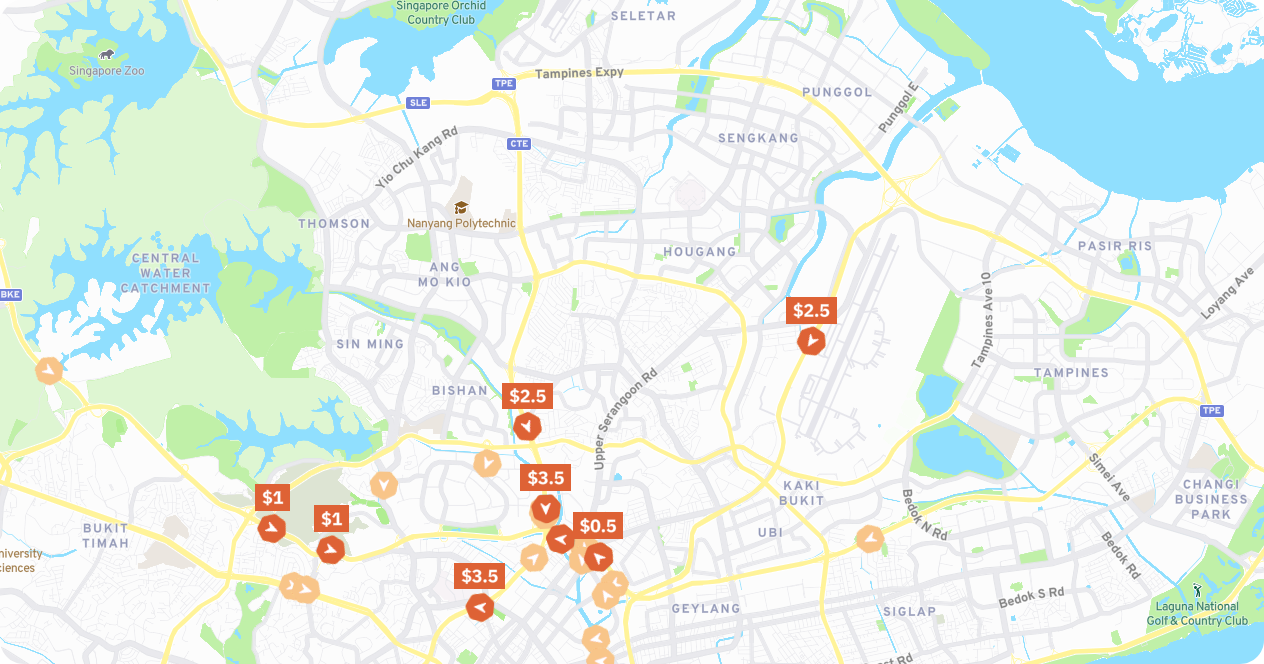 Singapore Orchid
Country Club
SELETAR
Singapore Zoo
Tampines Expy
TPE
SLE
PUNGGOL
Punggol E
CTE
SENGKANG
Yio Chu Kang Rd
Nanyang Polytechnic
THOMSON
HOUGANG
PASIR RIS
CENTRAL
WATER
CATCHMENT
ANG
MO KIO
BKE
Loyang Ave
Tampines Ave 10
$2.5
SIN MING
TAMPINES
BISHAN
$2.5
Upper Serangoon Rd
TPE
$3.5
Simei Ave
KAKI
BUKIT
CHANGI
BUSINESS
PARK
$1
$1
Bedok N Rd
$0.5
BUKIT
TIMAH
UBI
niversity
ciences
Bedok Rd
$3.5
GEYLANG
SIGLAP
Bedok S Rd
Laguna National
Golf & Country Club
st Rd